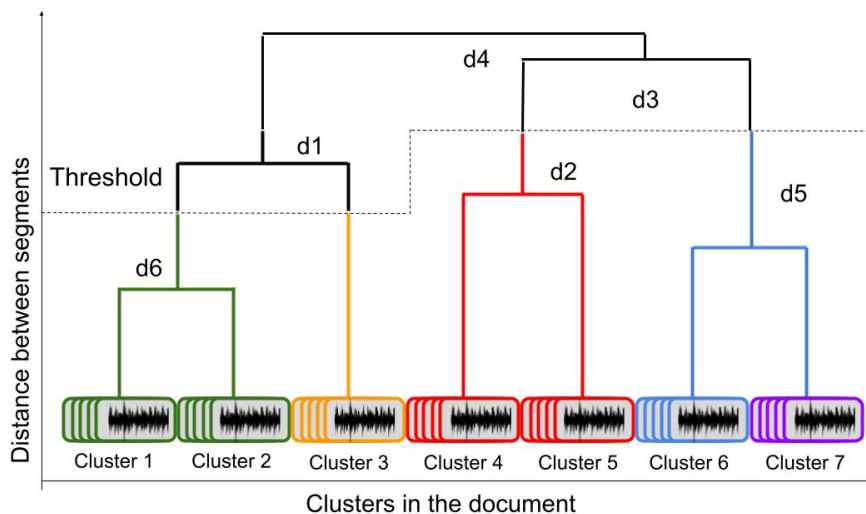 d4
d3
d1
Threshold
d2
d5
d6
Distance between segments
Cluster 1
Cluster 2
Cluster 3
Cluster 4
Cluster 5
Cluster 6
Cluster 7
Clusters in the document